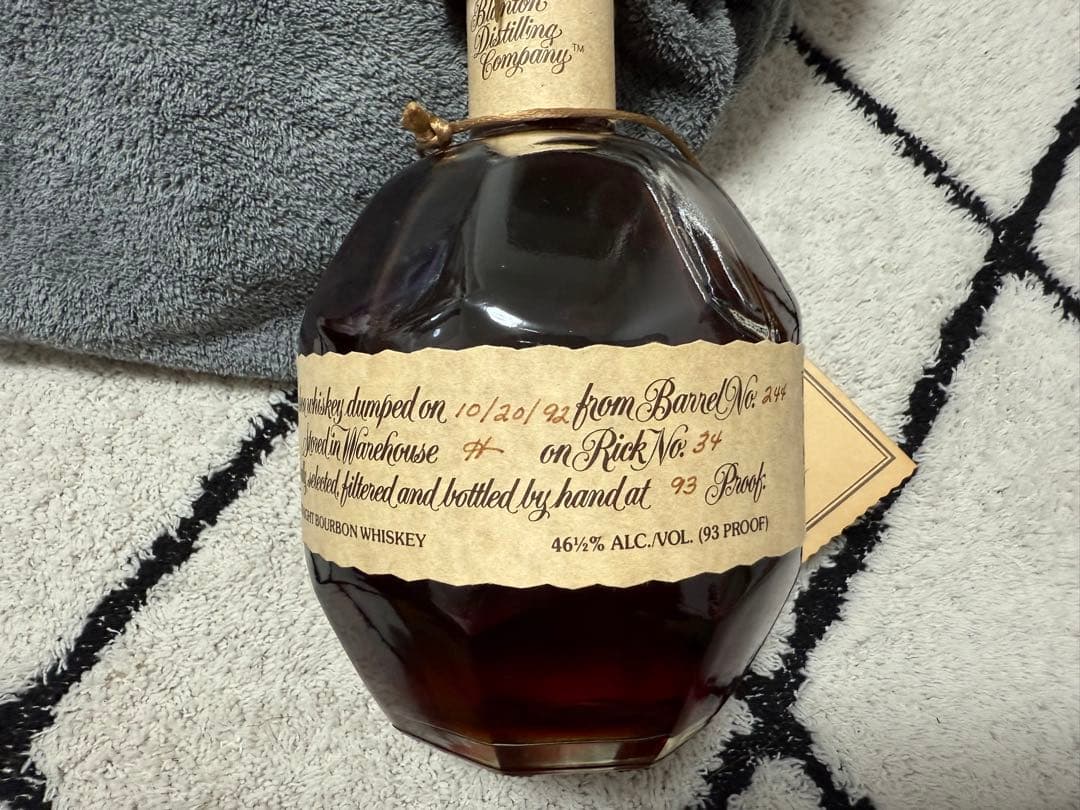 Blanton
Distilling
Company™
whiskey dumped on 10/20/92 from Barrel No. 244
stored in Warehouse H on Rick No. 34
selected, filtered and bottled by hand at 93 Proof.
BOURBON WHISKEY 46½% ALC./VOL. (93 PROOF)